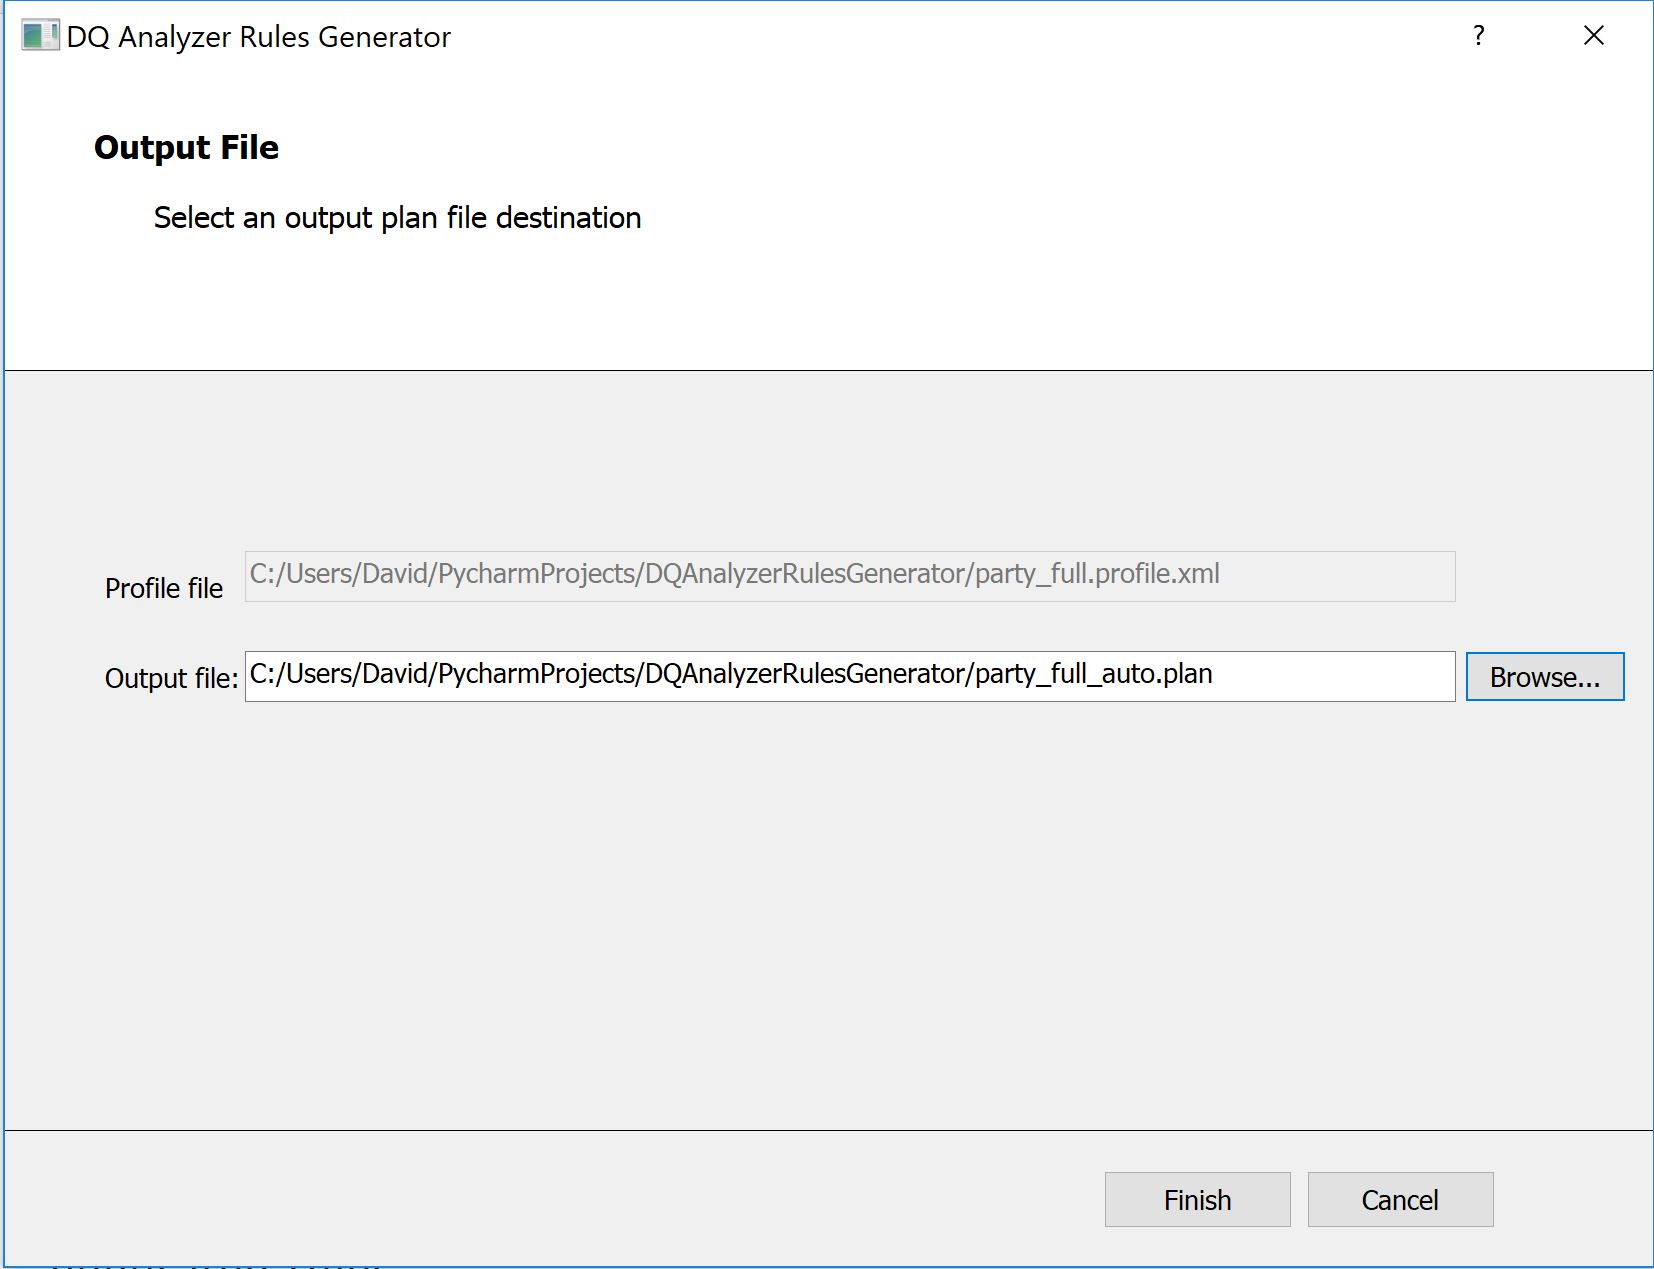 DQ Analyzer Rules Generator
?
Output File
Select an output plan file destination
Profile file
C:/Users/David/PycharmProjects/DQAnalyzerRulesGenerator/party_full.profile.xml
Output file:
C:/Users/David/PycharmProjects/DQAnalyzerRulesGenerator/party_full_auto.plan
Browse...
Finish
Cancel